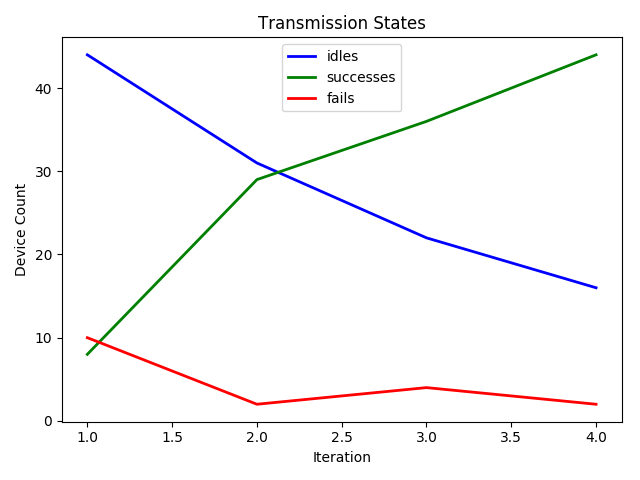 Transmission States
idles
successes
fails
Device Count
40
30
20
10
0
1.0 1.5 2.0 2.5 3.0 3.5 4.0
Iteration